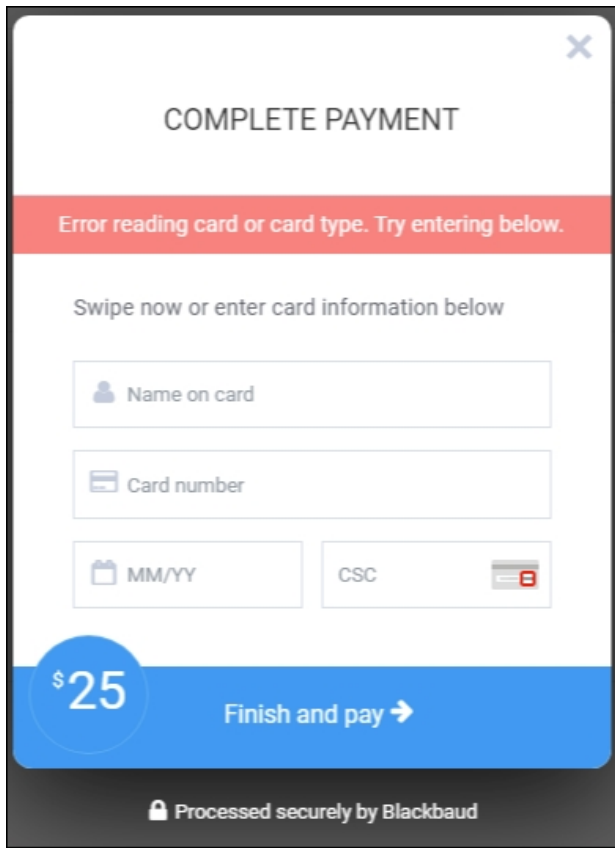 COMPLETE PAYMENT
Error reading card or card type. Try entering below.
Swipe now or enter card information below
Name on card
Card number
MM/YY
CSC
$25
Finish and pay
Processed securely by Blackbaud